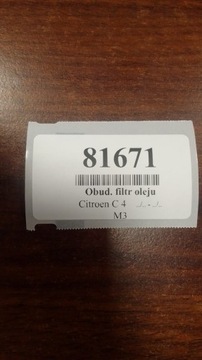 81671
Obud. filtr oleju
Citroen C 4
M3